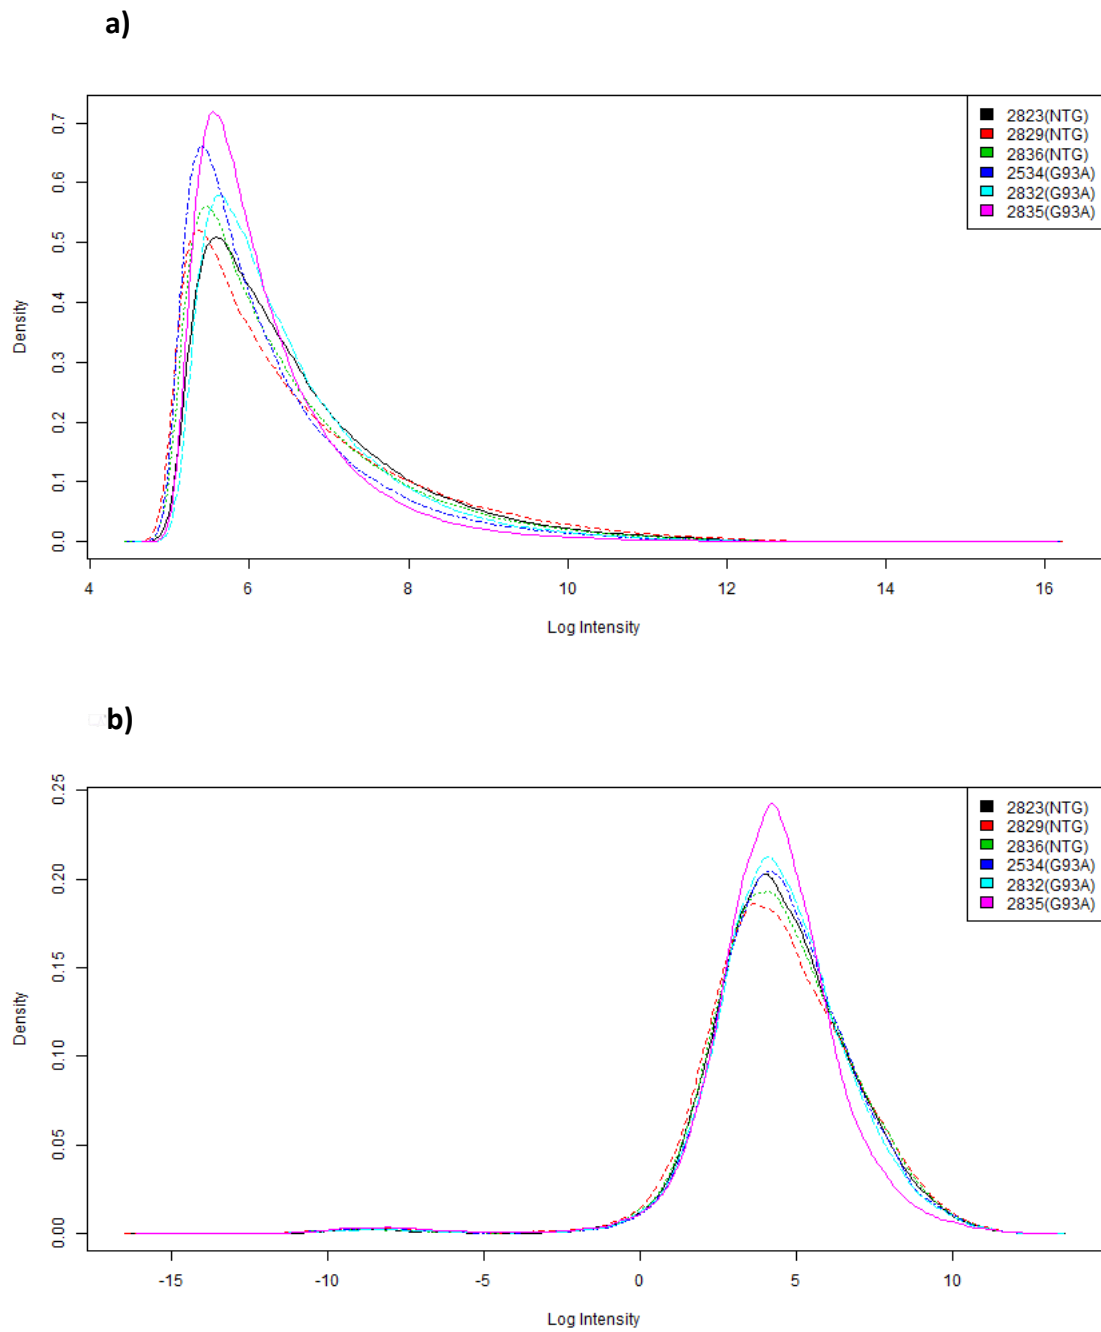 a)
2823(NTG)
2829(NTG)
2836(NTG)
2534(G93A)
2832(G93A)
2835(G93A)
Density
0.7
0.6
0.5
0.4
0.3
0.2
0.1
0.0
4 6 8 10 12 14 16
Log Intensity
b)
2823(NTG)
2829(NTG)
2836(NTG)
2534(G93A)
2832(G93A)
2835(G93A)
Density
0.25
0.20
0.15
0.10
0.05
0.00
-15 -10 -5 0 5 10
Log Intensity